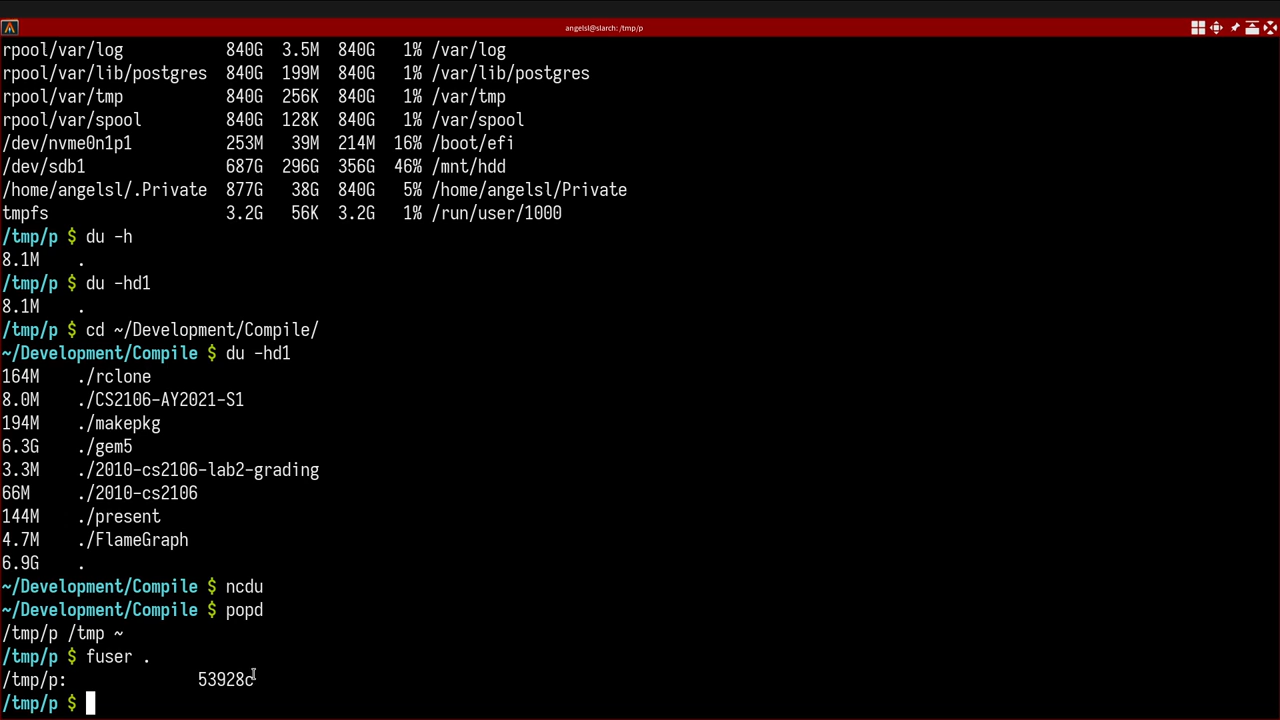 angelsl@slarch: /tmp/p
rpool/var/log 840G 3.5M 840G 1% /var/log
rpool/var/lib/postgres 840G 199M 840G 1% /var/lib/postgres
rpool/var/tmp 840G 256K 840G 1% /var/tmp
rpool/var/spool 840G 128K 840G 1% /var/spool
/dev/nvme0n1p1 253M 39M 214M 16% /boot/efi
/dev/sdb1 687G 296G 356G 46% /mnt/hdd
/home/angelsl/.Private 877G 38G 840G 5% /home/angelsl/Private
tmpfs 3.2G 56K 3.2G 1% /run/user/1000
/tmp/p $ du -h
8.1M .
/tmp/p $ du -hd1
8.1M .
/tmp/p $ cd ~/Development/Compile/
~/Development/Compile $ du -hd1
164M ./rclone
8.0M ./CS2106-AY2021-S1
194M ./makepkg
6.3G ./gem5
3.3M ./2010-cs2106-lab2-grading
66M ./2010-cs2106
144M ./present
4.7M ./FlameGraph
6.9G .
~/Development/Compile $ ncdu
~/Development/Compile $ popd
/tmp/p /tmp ~
/tmp/p $ fuser .
/tmp/p: 53928c
/tmp/p $